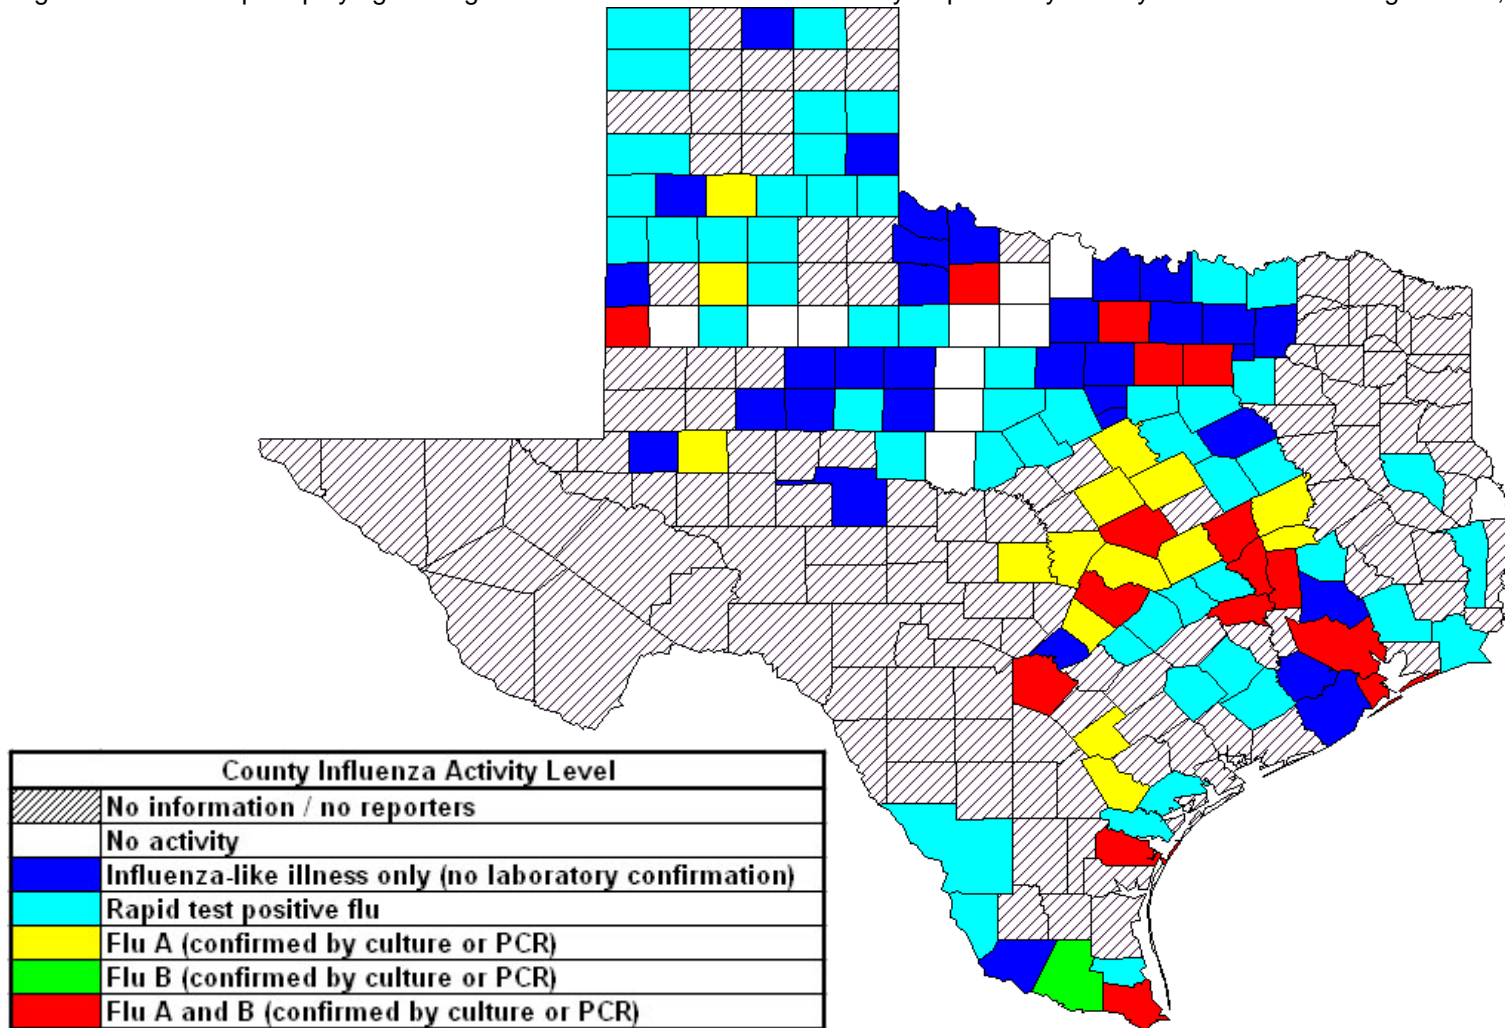 County Influenza Activity Level
No information / no reporters
No activity
Influenza-like illness only (no laboratory confirmation)
Rapid test positive flu
Flu A (confirmed by culture or PCR)
Flu B (confirmed by culture or PCR)
Flu A and B (confirmed by culture or PCR)